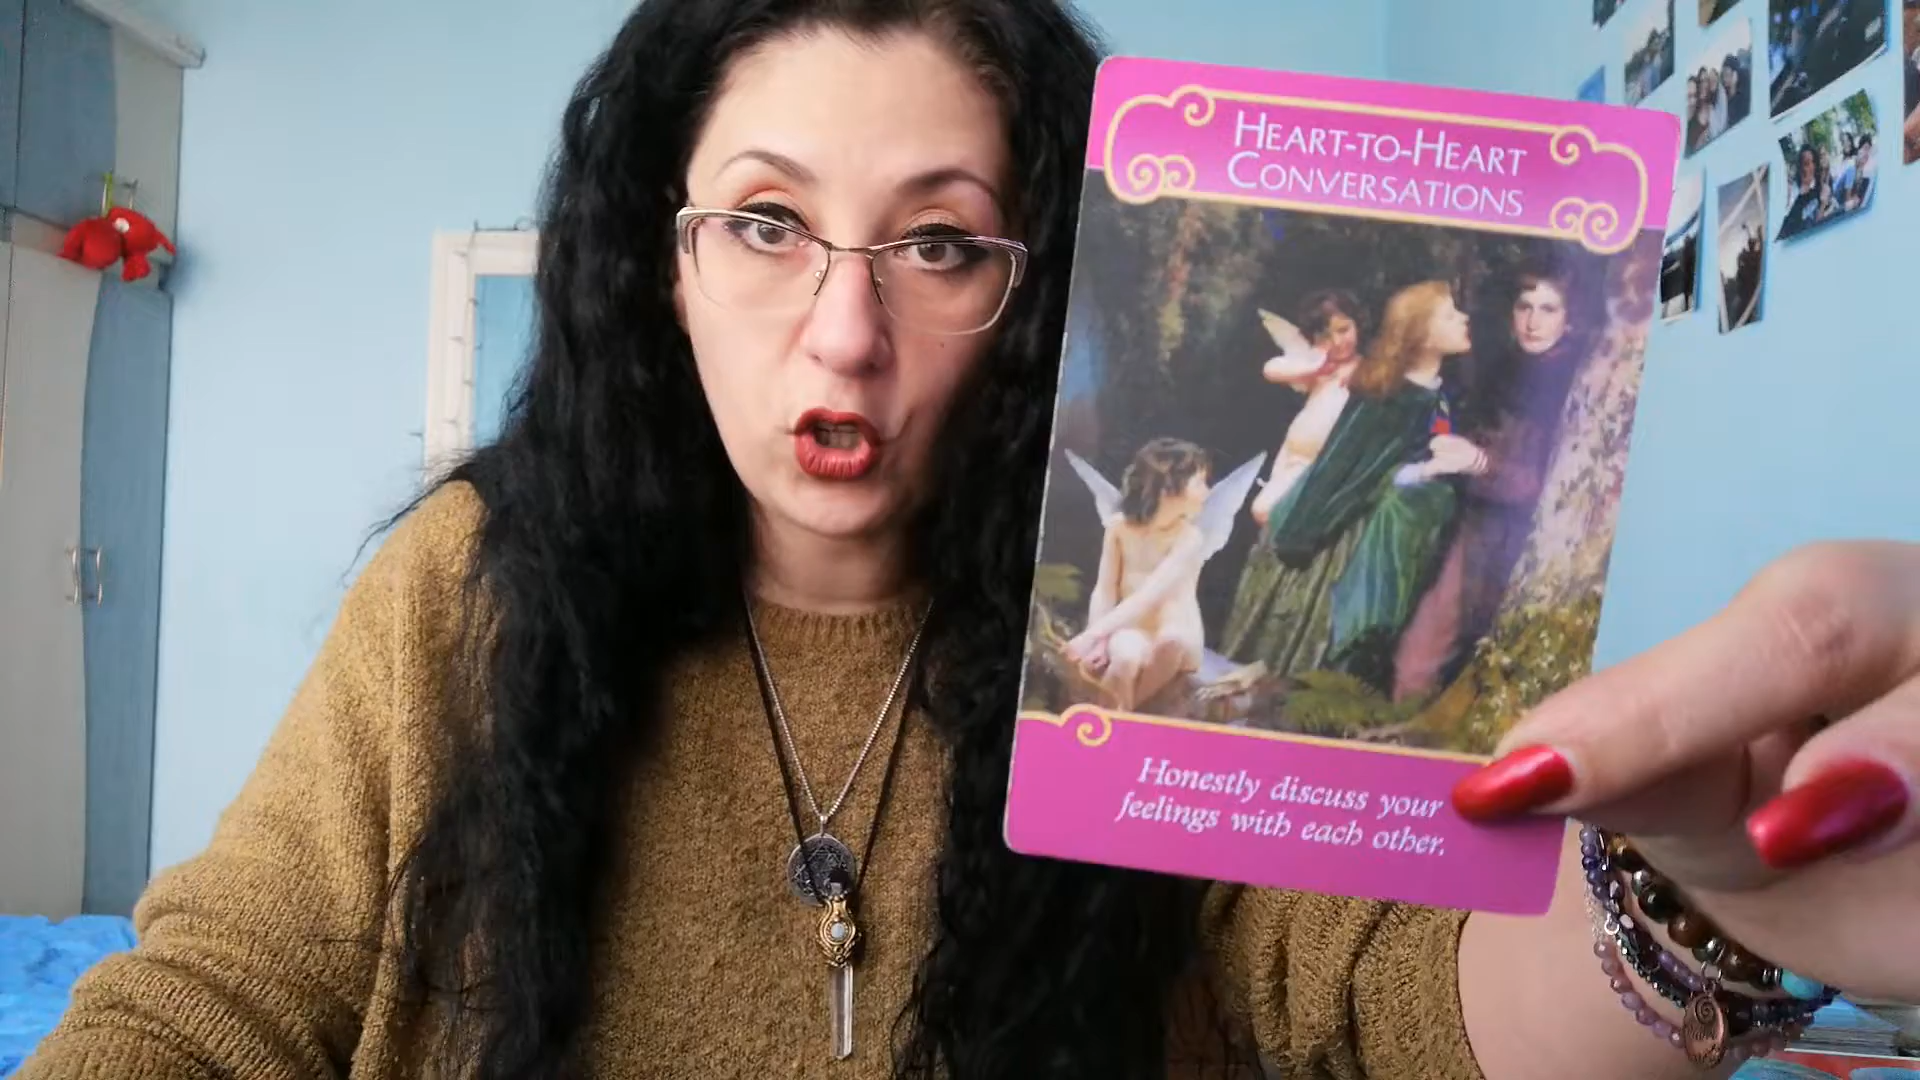 HEART-TO-HEART
CONVERSATIONS
Honestly discuss your
feelings with each other.